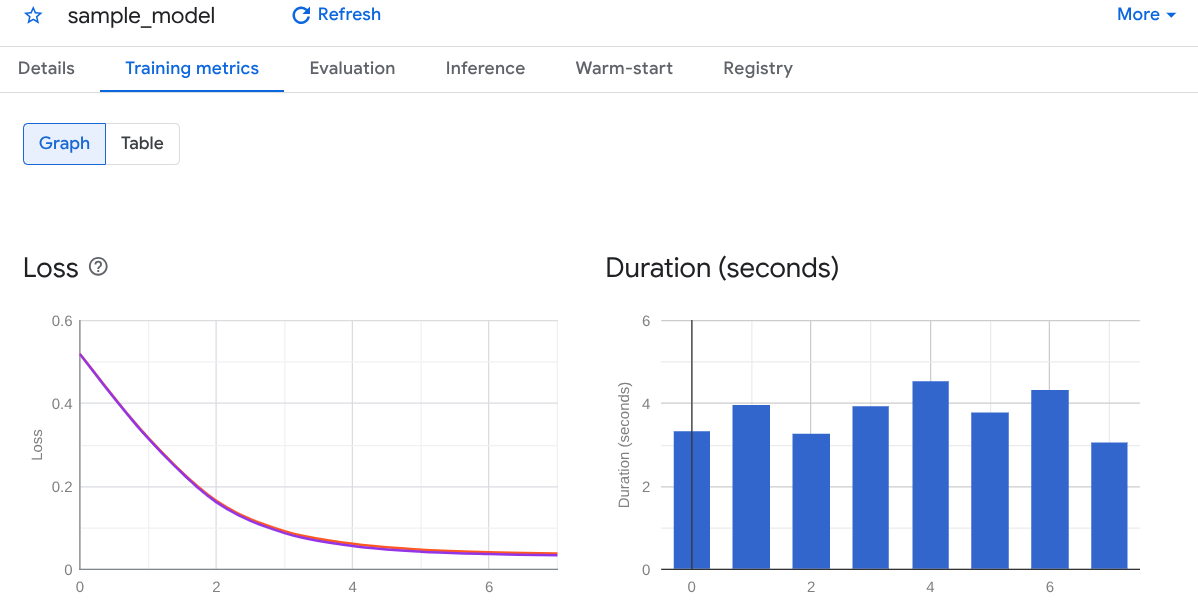 sample_model Refresh More
Details Training metrics Evaluation Inference Warm-start Registry
Graph Table
Loss
0.6
0.4
0.2
0
Loss
0 2 4 6
Duration (seconds)
6
4
2
0
Duration (seconds)
0 2 4 6